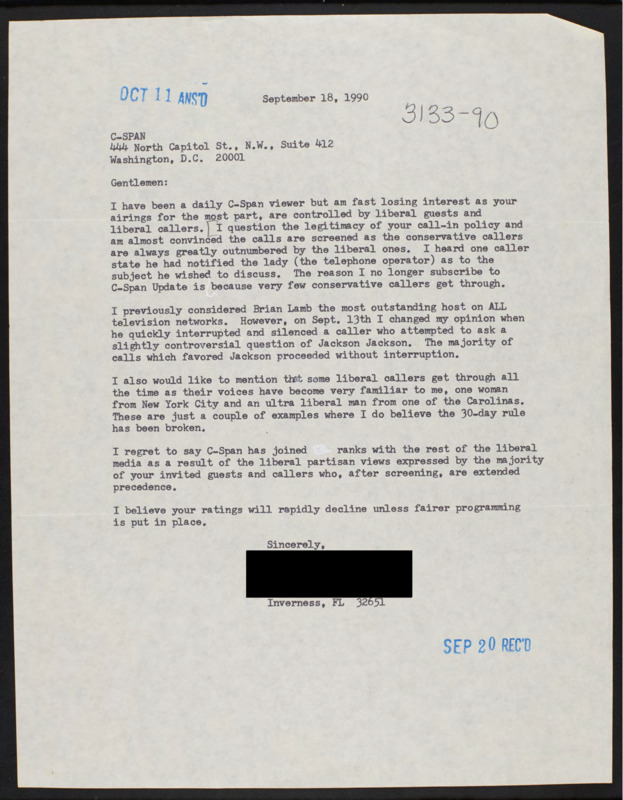 OCT 11 ANS'D
September 18, 1990
3133-90
C-SPAN
444 North Capitol St., N.W., Suite 412
Washington, D.C. 20001
Gentlemen:
I have been a daily C-Span viewer but am fast losing interest as your
airings for the most part, are controlled by liberal guests and
liberal callers. I question the legitimacy of your call-in policy and
am almost convinced the calls are screened as the conservative callers
are always greatly outnumbered by the liberal ones. I heard one caller
state he had notified the lady (the telephone operator) as to the
subject he wished to discuss. The reason I no longer subscribe to
C-Span Update is because very few conservative callers get through.
I previously considered Brian Lamb the most outstanding host on ALL
television networks. However, on Sept. 13th I changed my opinion when
he quickly interrupted and silenced a caller who attempted to ask a
slightly controversial question of Jackson Jackson. The majority of
calls which favored Jackson proceeded without interruption.
I also would like to mention that some liberal callers get through all
the time as their voices have become very familiar to me, one woman
from New York City and an ultra liberal man from one of the Carolinas.
These are just a couple of examples where I do believe the 30-day rule
has been broken.
I regret to say C-Span has joined ranks with the rest of the liberal
media as a result of the liberal partisan views expressed by the majority
of your invited guests and callers who, after screening, are extended
precedence.
I believe your ratings will rapidly decline unless fairer programming
is put in place.
Sincerely,
Inverness, FL 32651
SEP 20 REC'D